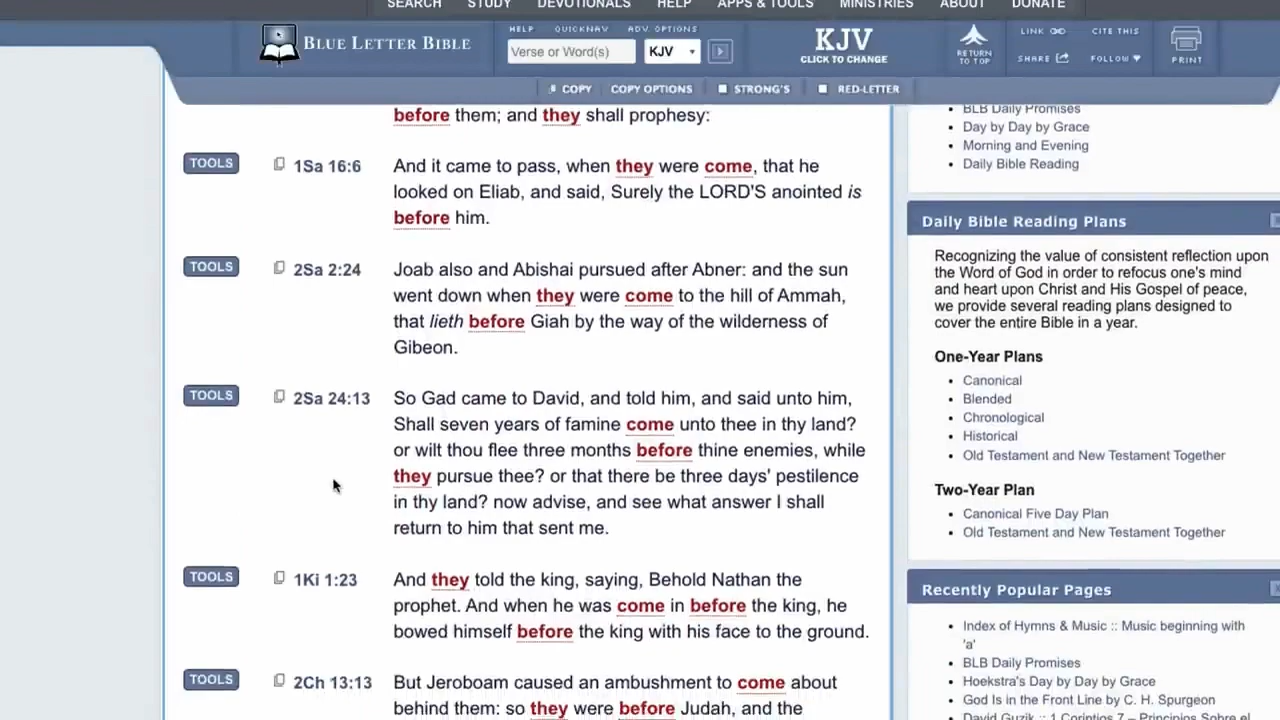 SEARCH STUDY DEVOTIONALS HELP APPS & TOOLS MINISTRIES ABOUT DONATE
BLUE LETTER BIBLE
HELP QUICKNAV ADV. OPTIONS
Verse or Word(s) KJV
KJV
CLICK TO CHANGE
RETURN
TO TOP
LINK CITE THIS
SHARE FOLLOW
PRINT
COPY COPY OPTIONS STRONG'S RED-LETTER
before them; and they shall prophesy:
TOOLS 1Sa 16:6 And it came to pass, when they were come, that he
looked on Eliab, and said, Surely the LORD'S anointed is
before him.
TOOLS 2Sa 2:24 Joab also and Abishai pursued after Abner: and the sun
went down when they were come to the hill of Ammah,
that lieth before Giah by the way of the wilderness of
Gibeon.
TOOLS 2Sa 24:13 So Gad came to David, and told him, and said unto him,
Shall seven years of famine come unto thee in thy land?
or wilt thou flee three months before thine enemies, while
they pursue thee? or that there be three days' pestilence
in thy land? now advise, and see what answer I shall
return to him that sent me.
TOOLS 1Ki 1:23 And they told the king, saying, Behold Nathan the
prophet. And when he was come in before the king, he
bowed himself before the king with his face to the ground.
TOOLS 2Ch 13:13 But Jeroboam caused an ambushment to come about
behind them: so they were before Judah, and the
BLB Daily Promises
Day by Day by Grace
Morning and Evening
Daily Bible Reading
Daily Bible Reading Plans
Recognizing the value of consistent reflection upon
the Word of God in order to refocus one's mind
and heart upon Christ and His Gospel of peace,
we provide several reading plans designed to
cover the entire Bible in a year.
One-Year Plans
Canonical
Blended
Chronological
Historical
Old Testament and New Testament Together
Two-Year Plan
Canonical Five Day Plan
Old Testament and New Testament Together
Recently Popular Pages
Index of Hymns & Music :: Music beginning with
'a'
BLB Daily Promises
Hoekstra's Day by Day by Grace
God Is in the Front Line by C. H. Spurgeon
David Guzik :: 1 Corintios 7 – Principios Sobre el